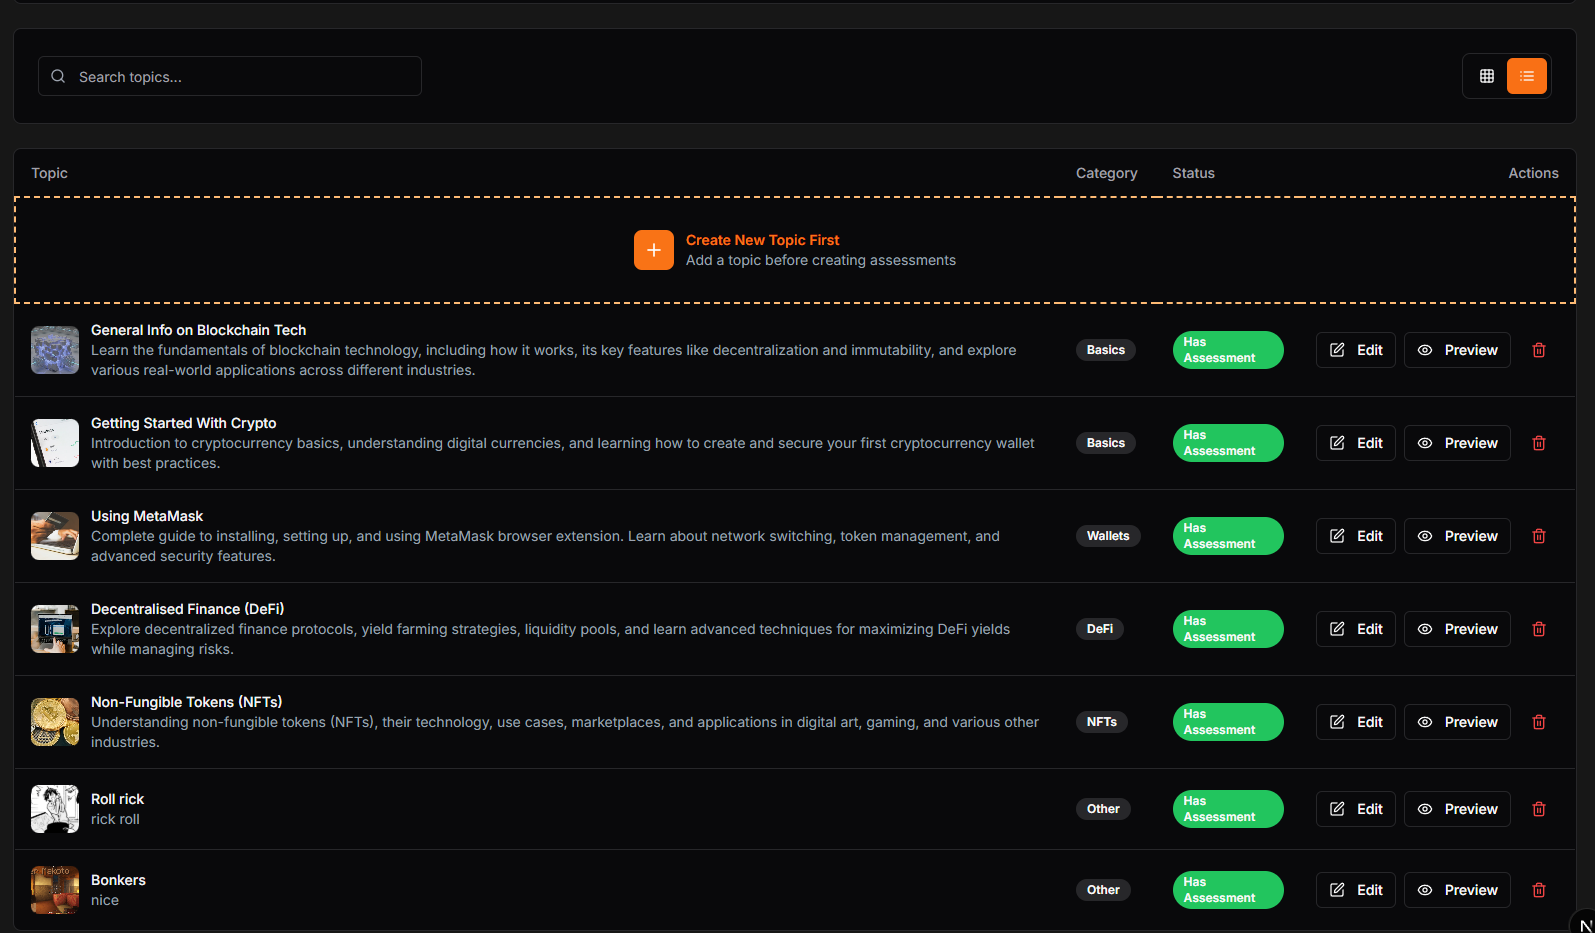 Search topics...
Topic Category Status Actions
Create New Topic First
Add a topic before creating assessments
General Info on Blockchain Tech
Learn the fundamentals of blockchain technology, including how it works, its key features like decentralization and immutability, and explore
various real-world applications across different industries.
Basics
Has
Assessment
Edit
Preview
Getting Started With Crypto
Introduction to cryptocurrency basics, understanding digital currencies, and learning how to create and secure your first cryptocurrency wallet
with best practices.
Basics
Has
Assessment
Edit
Preview
Using MetaMask
Complete guide to installing, setting up, and using MetaMask browser extension. Learn about network switching, token management, and
advanced security features.
Wallets
Has
Assessment
Edit
Preview
Decentralised Finance (DeFi)
Explore decentralized finance protocols, yield farming strategies, liquidity pools, and learn advanced techniques for maximizing DeFi yields
while managing risks.
DeFi
Has
Assessment
Edit
Preview
Non-Fungible Tokens (NFTs)
Understanding non-fungible tokens (NFTs), their technology, use cases, marketplaces, and applications in digital art, gaming, and various other
industries.
NFTs
Has
Assessment
Edit
Preview
Roll rick
rick roll
Other
Has
Assessment
Edit
Preview
Bonkers
nice
Other
Has
Assessment
Edit
Preview
N